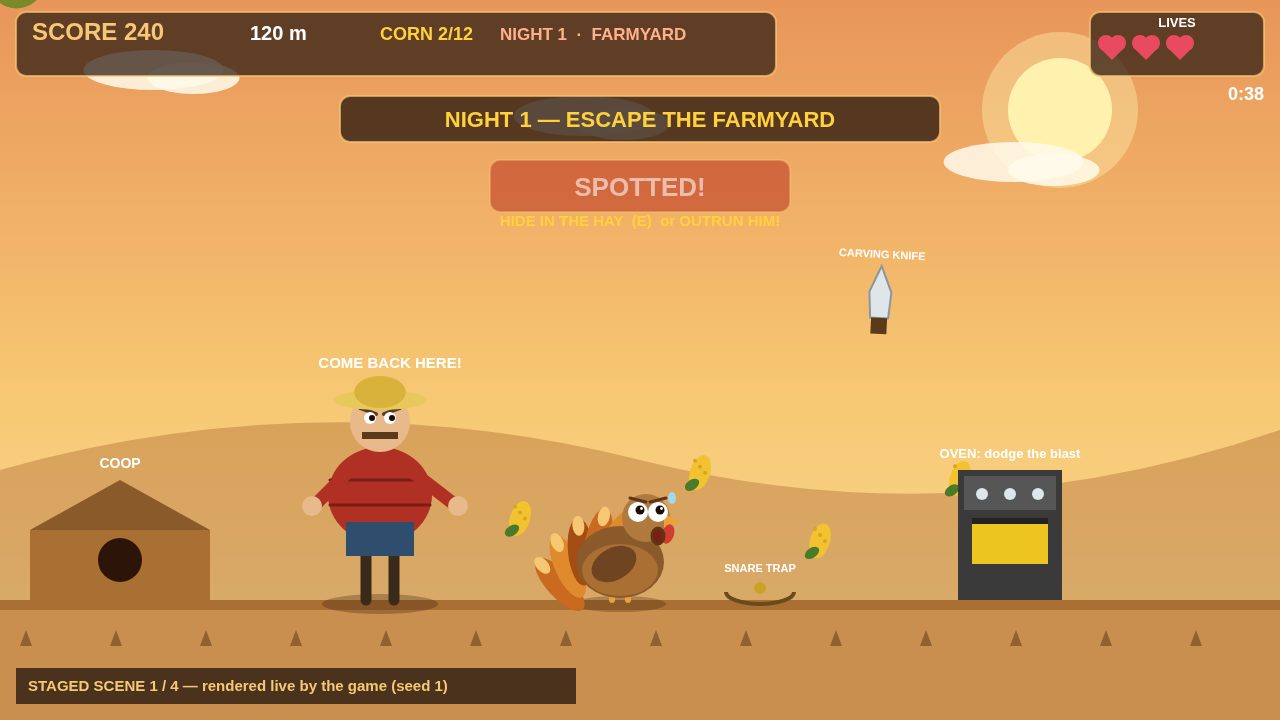 SCORE 240
120 m
CORN 2/12
NIGHT 1 · FARMYARD
LIVES
0:38
NIGHT 1 — ESCAPE THE FARMYARD
SPOTTED!
HIDE IN THE HAY (E) or OUTRUN HIM!
CARVING KNIFE
COME BACK HERE!
OVEN: dodge the blast
COOP
SNARE TRAP
STAGED SCENE 1 / 4 — rendered live by the game (seed 1)